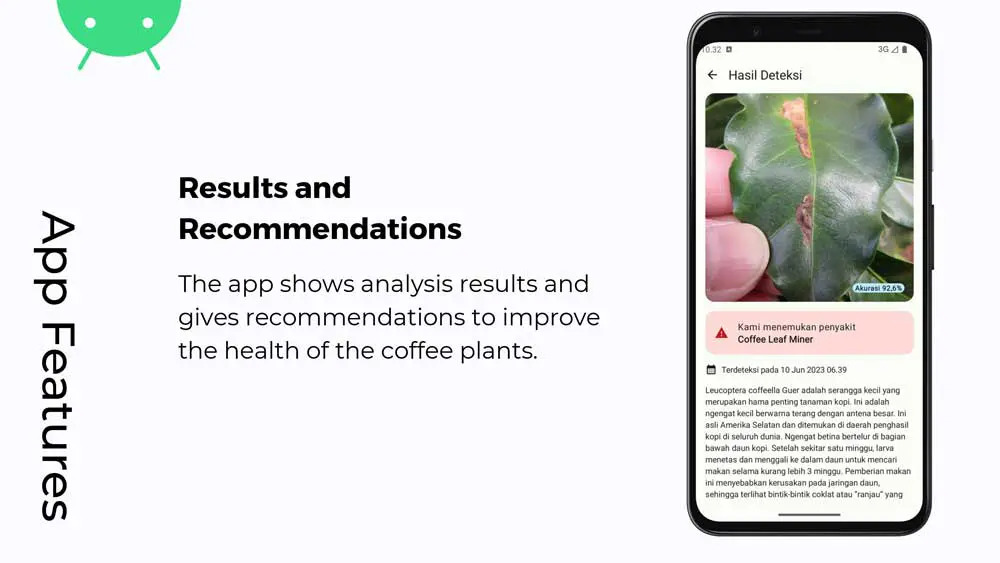 App Features
Results and
Recommendations
The app shows analysis results and
gives recommendations to improve
the health of the coffee plants.
10.32
3G
Hasil Deteksi
Akurasi 92,6%
Kami menemukan penyakit
Coffee Leaf Miner
Terdeteksi pada 10 Jun 2023 06.39
Leucoptera coffeella Guer adalah serangga kecil yang
merupakan hama penting tanaman kopi. Ini adalah
ngengat kecil berwarna terang dengan antena besar. Ini
asli Amerika Selatan dan ditemukan di daerah penghasil
kopi di seluruh dunia. Ngengat betina bertelur di bagian
bawah daun kopi. Setelah sekitar satu minggu, larva
menetas dan menggali ke dalam daun untuk mencari
makan selama kurang lebih 3 minggu. Pemberian makan
ini menyebabkan kerusakan pada jaringan daun,
sehingga terlihat bintik-bintik coklat atau "ranjau" yang